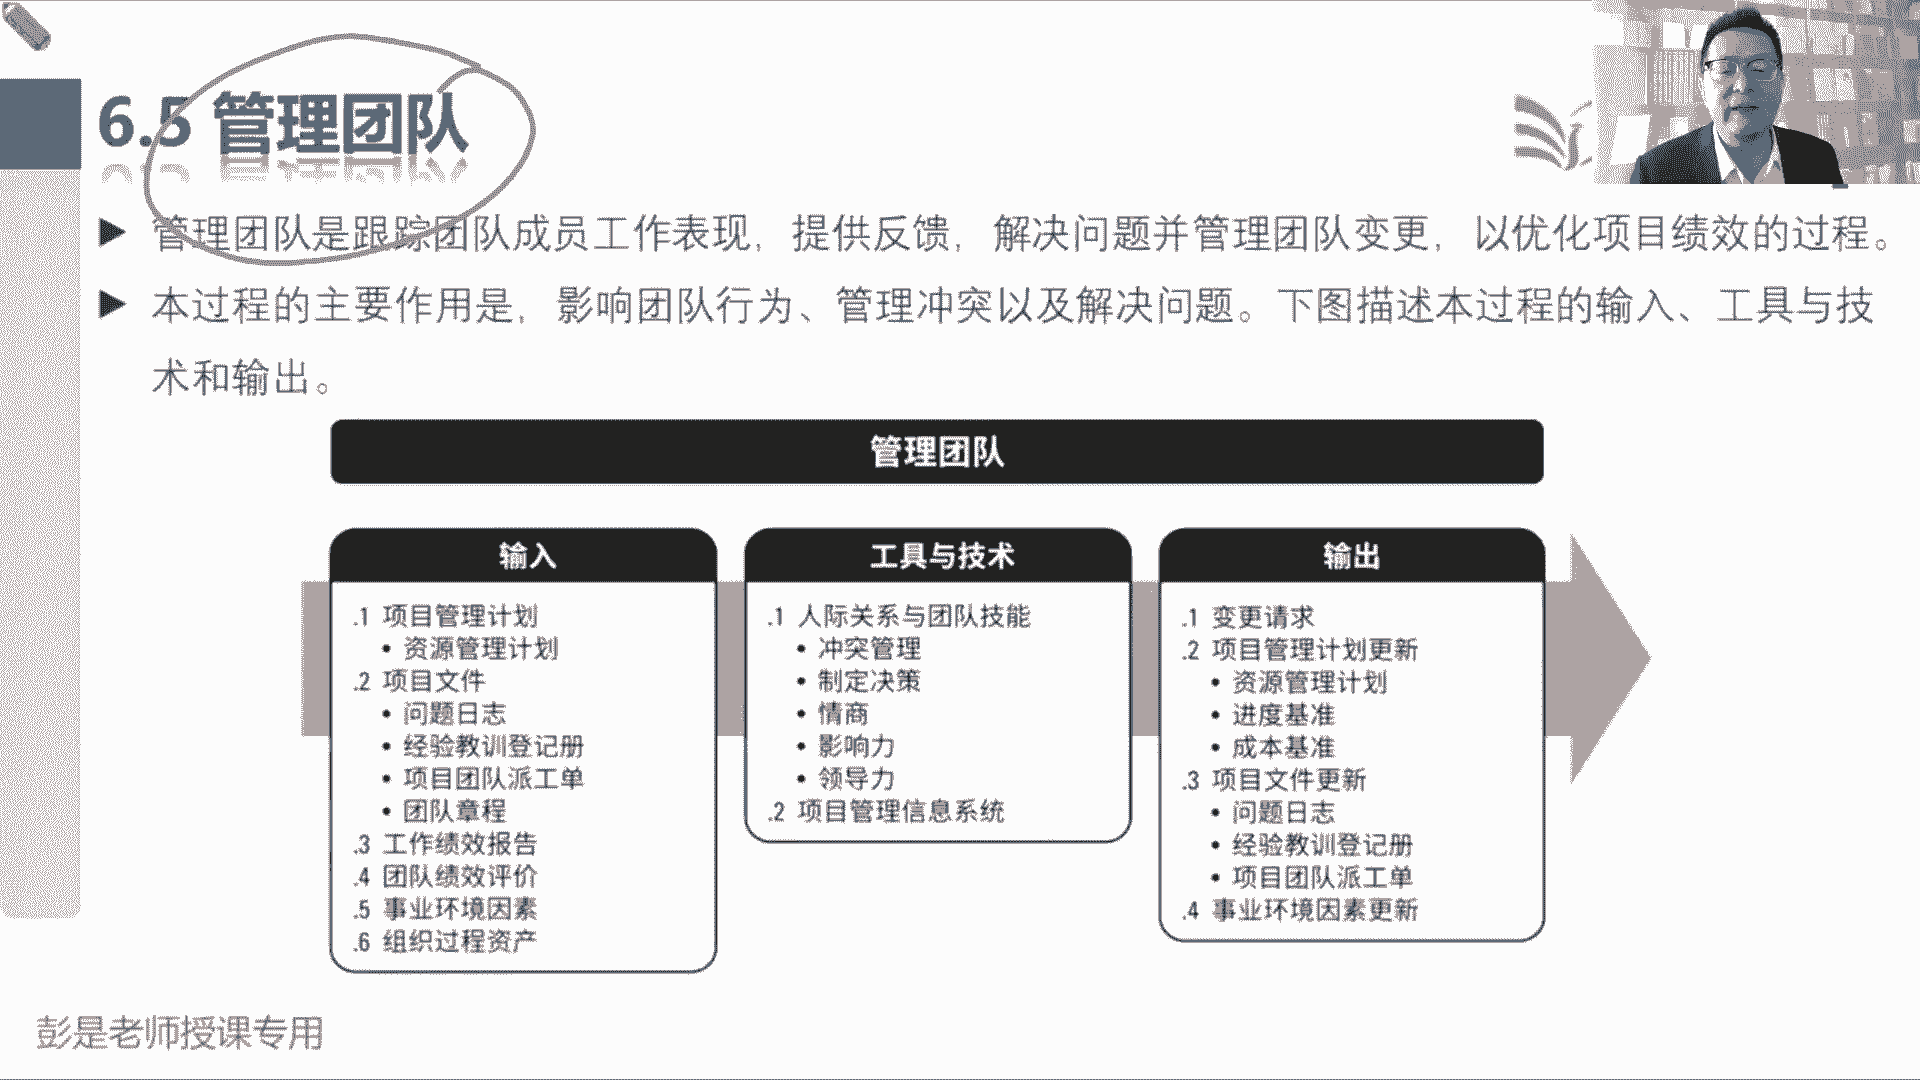 6.5 管理团队
管理团队是跟踪团队成员工作表现，提供反馈，解决问题并管理团队变更，以优化项目绩效的过程。
本过程的主要作用是，影响团队行为、管理冲突以及解决问题。下图描述本过程的输入、工具与技
术和输出。
管理团队
输入
.1 项目管理计划
• 资源管理计划
.2 项目文件
• 问题日志
• 经验教训登记册
• 项目团队派工单
• 团队章程
.3 工作绩效报告
.4 团队绩效评价
.5 事业环境因素
.6 组织过程资产
工具与技术
.1 人际关系与团队技能
• 冲突管理
• 制定决策
• 情商
• 影响力
• 领导力
.2 项目管理信息系统
输出
.1 变更请求
.2 项目管理计划更新
• 资源管理计划
• 进度基准
• 成本基准
.3 项目文件更新
• 问题日志
• 经验教训登记册
• 项目团队派工单
.4 事业环境因素更新
彭是老师授课专用